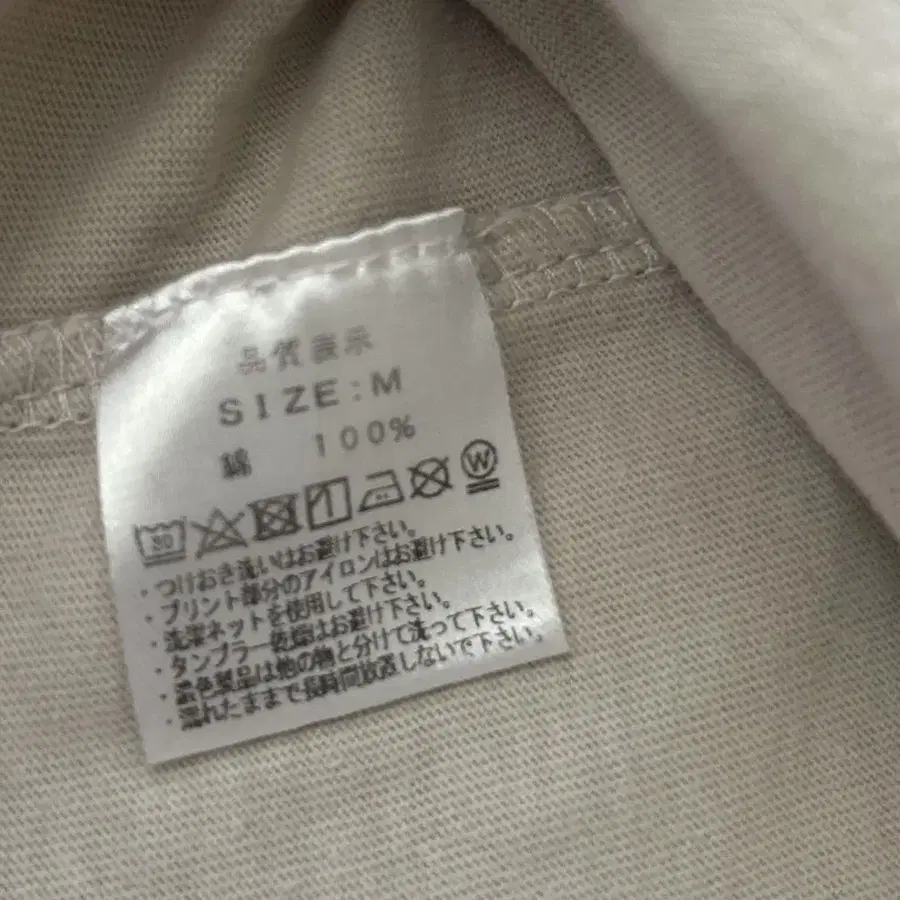 品質表示
SIZE:M
綿 100%
30 W
・つけおき洗いはお避け下さい。
・プリント部分のアイロンはお避け下さい。
・洗濯ネットを使用して下さい。
・タンブラー乾燥はお避け下さい。
・濃色製品は他の物と分けて洗って下さい。
・濡れたままで長時間放置しないで下さい。